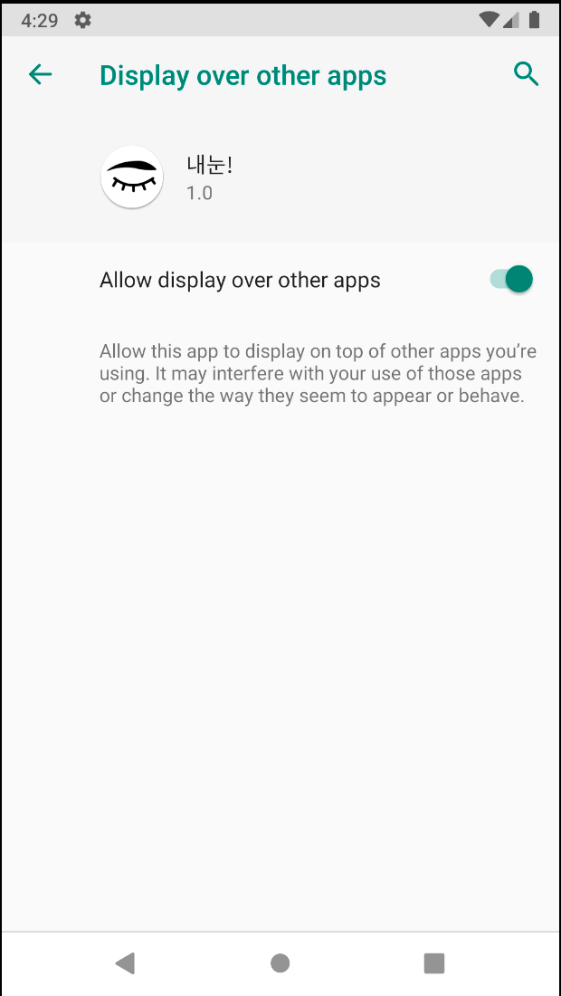 4:29
Display over other apps
내눈!
1.0
Allow display over other apps
Allow this app to display on top of other apps you’re
using. It may interfere with your use of those apps
or change the way they seem to appear or behave.